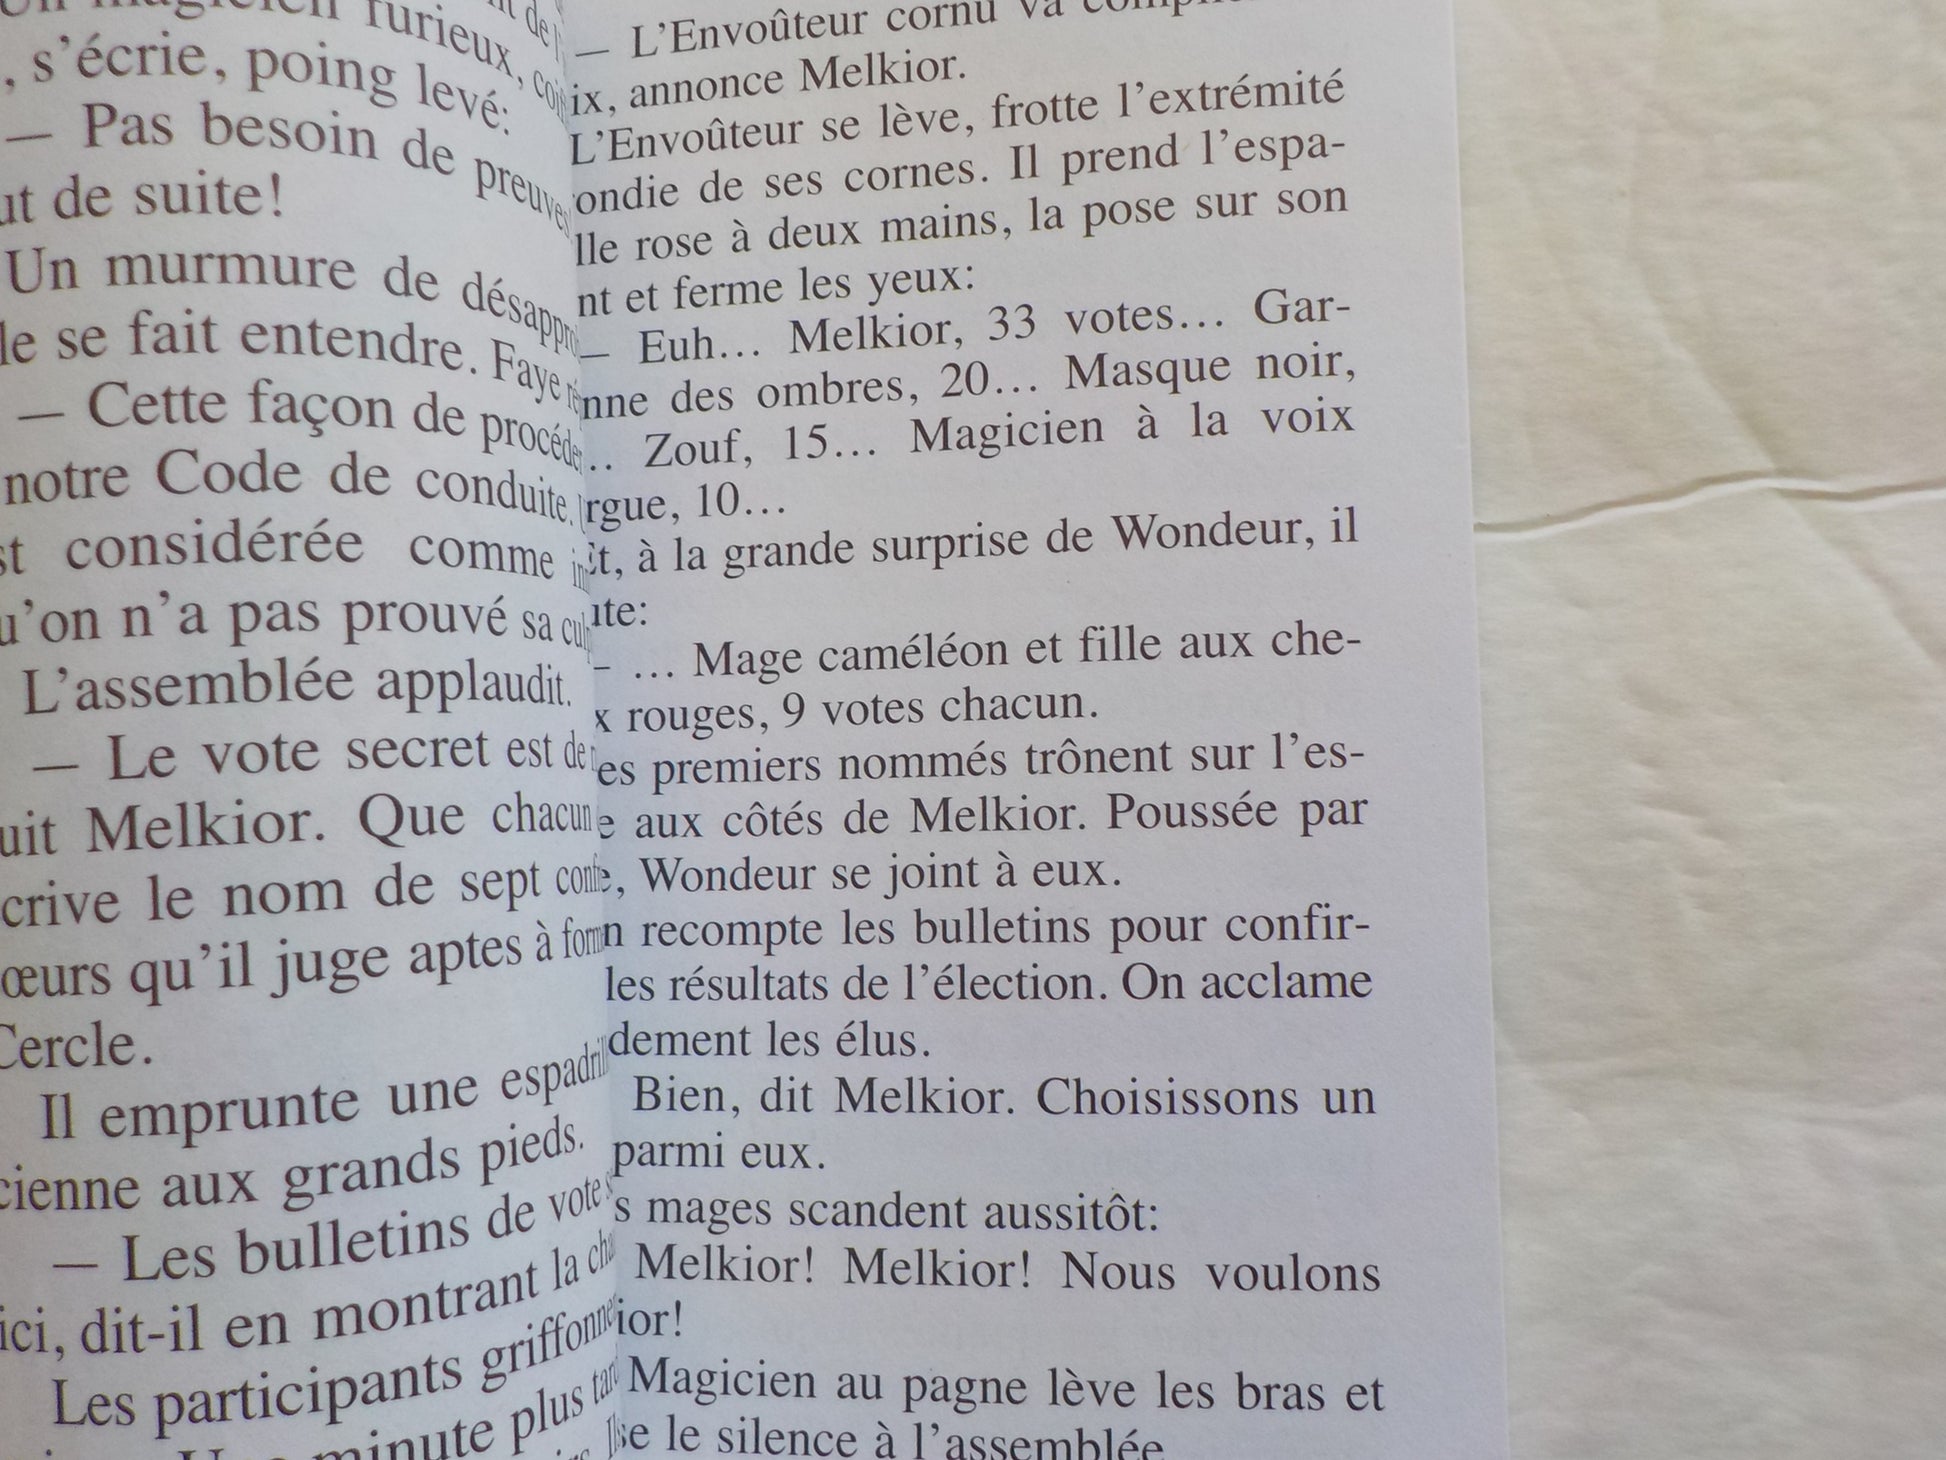 furieux,
, s'écrie, poing levé:
— Pas besoin de preuves
ut de suite!
Un murmure de désappro
le se fait entendre. Faye
— Cette façon de procéder
notre Code de conduite.
st considérée comme
u'on n'a pas prouvé sa
L'assemblée applaudit.
— Le vote secret est de
uit Melkior. Que chacun
crive le nom de sept
œurs qu'il juge aptes à
Cercle.
Il emprunte une espadrill
cienne aux grands pieds.
— Les bulletins de vote
ici, dit-il en montrant la
Les participants griffonne
minute plus
— L'Envoûteur cornu va
ix, annonce Melkior.
L'Envoûteur se lève, frotte l'extrémité
ondie de ses cornes. Il prend l'espa-
lle rose à deux mains, la pose sur son
nt et ferme les yeux:
— Euh... Melkior, 33 votes... Gar-
nne des ombres, 20... Masque noir,
.. Zouf, 15... Magicien à la voix
rgue, 10...
Et, à la grande surprise de Wondeur, il
ute:
– ... Mage caméléon et fille aux che-
x rouges, 9 votes chacun.
es premiers nommés trônent sur l'es-
e aux côtés de Melkior. Poussée par
e, Wondeur se joint à eux.
n recompte les bulletins pour confir-
les résultats de l'élection. On acclame
dement les élus.
Bien, dit Melkior. Choisissons un
parmi eux.
s mages scandent aussitôt:
Melkior! Melkior! Nous voulons
ior!
Magicien au pagne lève les bras et
se le silence à l'assemblée